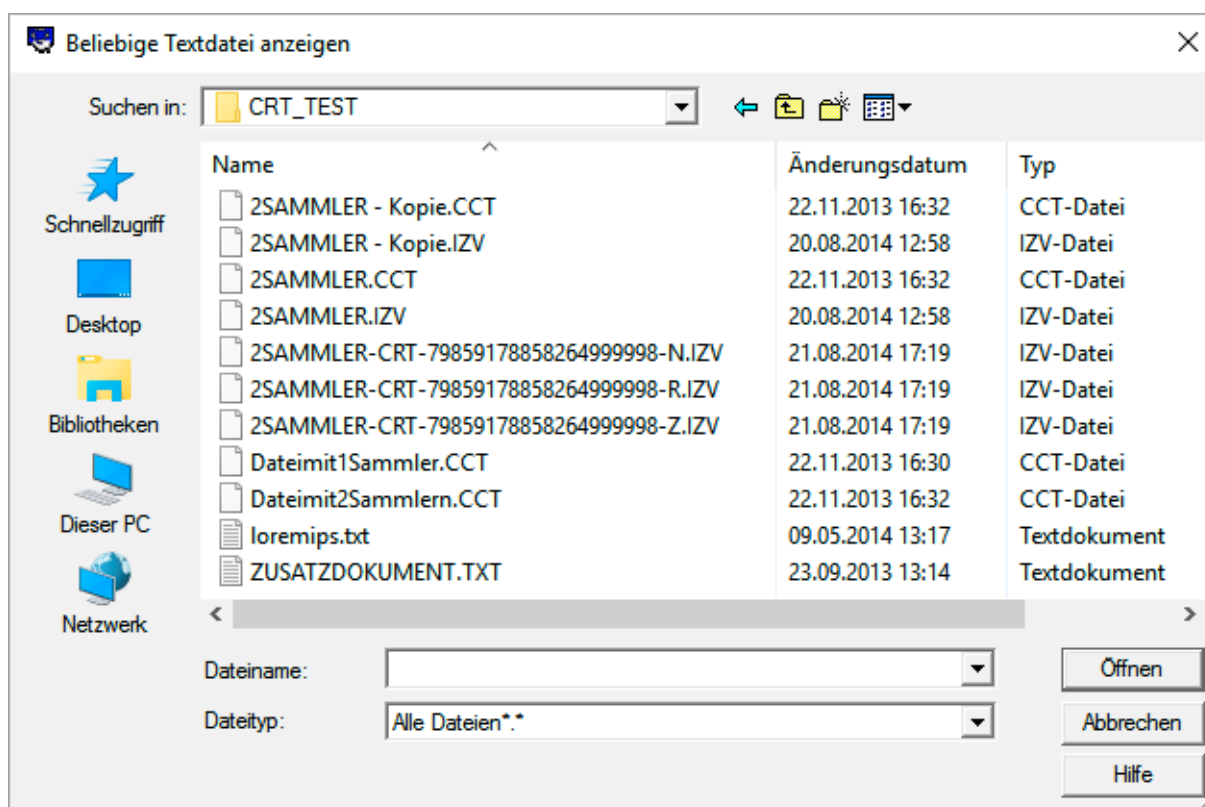 Beliebige Textdatei anzeigen
Suchen in: CRT_TEST
Name Änderungsdatum Typ
2SAMMLER - Kopie.CCT 22.11.2013 16:32 CCT-Datei
2SAMMLER - Kopie.IZV 20.08.2014 12:58 IZV-Datei
2SAMMLER.CCT 22.11.2013 16:32 CCT-Datei
2SAMMLER.IZV 20.08.2014 12:58 IZV-Datei
2SAMMLER-CRT-79859178858264999998-N.IZV 21.08.2014 17:19 IZV-Datei
2SAMMLER-CRT-79859178858264999998-R.IZV 21.08.2014 17:19 IZV-Datei
2SAMMLER-CRT-79859178858264999998-Z.IZV 21.08.2014 17:19 IZV-Datei
Dateimit1Sammler.CCT 22.11.2013 16:30 CCT-Datei
Dateimit2Sammlern.CCT 22.11.2013 16:32 CCT-Datei
loremips.txt 09.05.2014 13:17 Textdokument
ZUSATZDOKUMENT.TXT 23.09.2013 13:14 Textdokument
Schnellzugriff
Desktop
Bibliotheken
Dieser PC
Netzwerk
Dateiname: Öffnen
Dateityp: Alle Dateien*.* Abbrechen
Hilfe